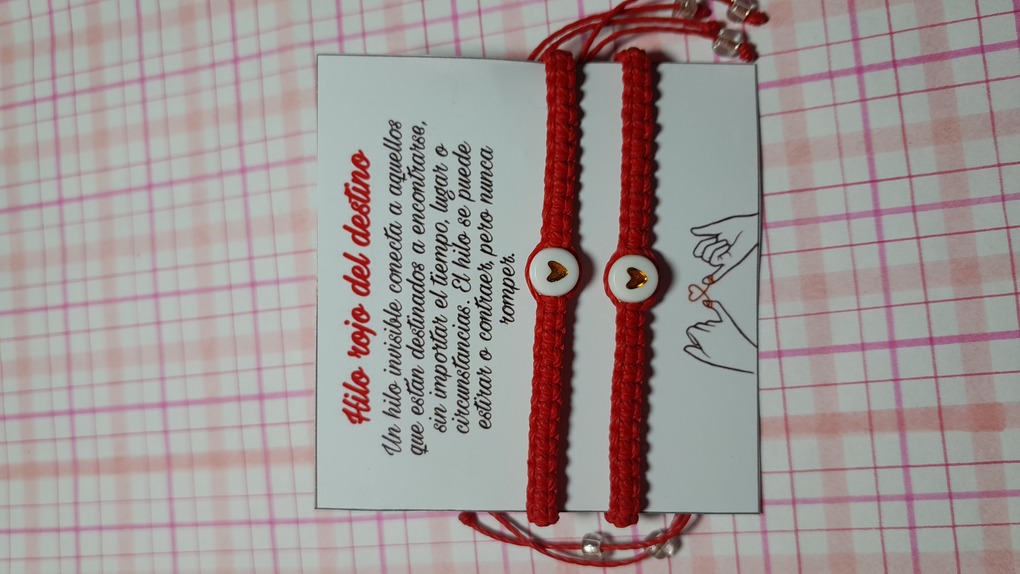 Hilo rojo del destino
Un hilo invisible conecta a aquellos
que están destinados a encontrarse,
sin importar el tiempo, lugar o
circunstancias. El hilo se puede
estirar o contraer, pero nunca
romper.